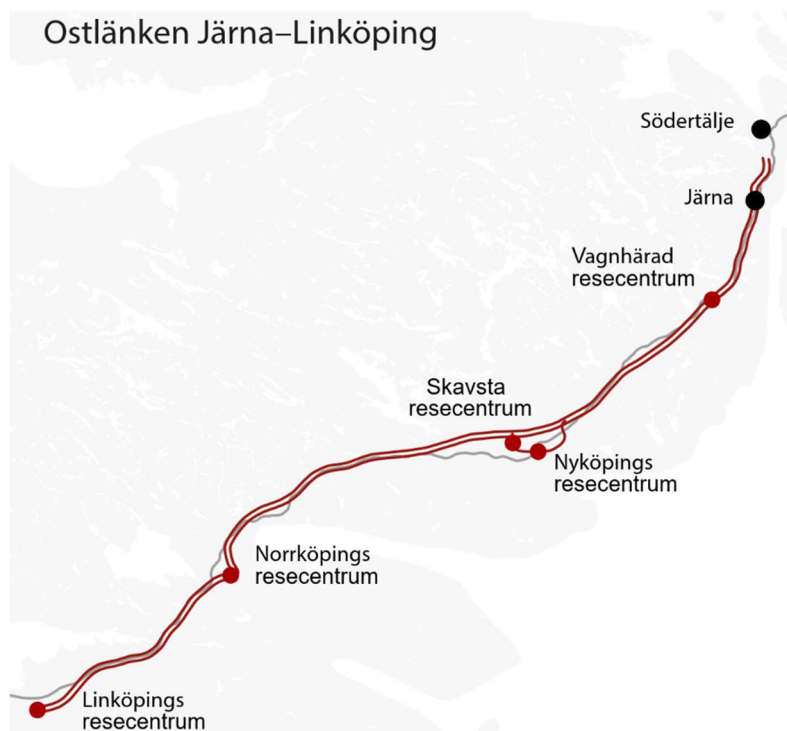 Ostlänken Järna–Linköping
Södertälje
Järna
Vagnhärad
resecentrum
Skavsta
resecentrum
Nyköpings
resecentrum
Norrköpings
resecentrum
Linköpings
resecentrum